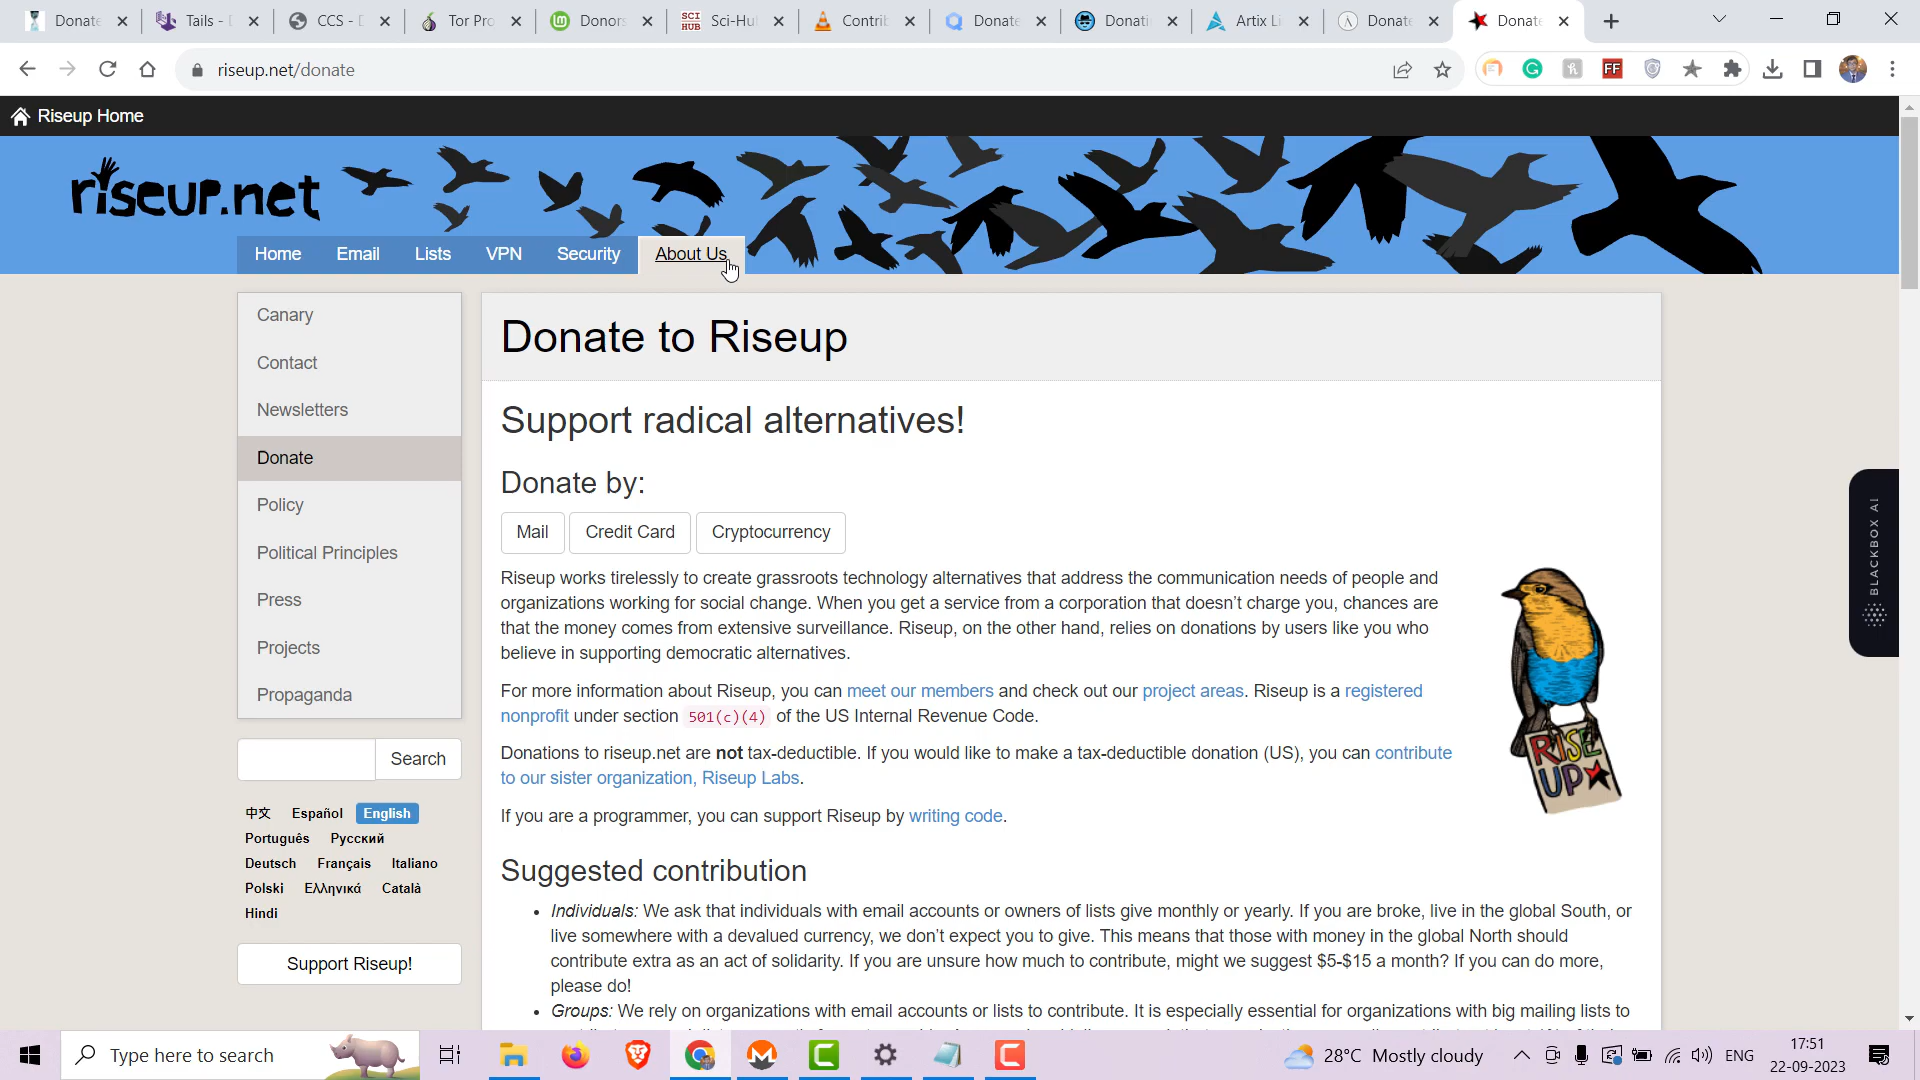 Donate
Tails - D
CCS - D
Tor Pro
Donors
SCI HUB
Sci-Hu
Contrib
Donate
Donati
Artix Li
Donate
Donate
riseup.net/donate
FF
Riseup Home
riseup.net
Home
Email
Lists
VPN
Security
About Us
Canary
Contact
Newsletters
Donate
Policy
Political Principles
Press
Projects
Propaganda
Search
中文 Español English
Português Русский
Deutsch Français Italiano
Polski Ελληνικά Català
Hindi
Support Riseup!
Donate to Riseup
Support radical alternatives!
Donate by:
Mail
Credit Card
Cryptocurrency
Riseup works tirelessly to create grassroots technology alternatives that address the communication needs of people and
organizations working for social change. When you get a service from a corporation that doesn’t charge you, chances are
that the money comes from extensive surveillance. Riseup, on the other hand, relies on donations by users like you who
believe in supporting democratic alternatives.
For more information about Riseup, you can meet our members and check out our project areas. Riseup is a registered
nonprofit under section 501(c)(4) of the US Internal Revenue Code.
Donations to riseup.net are not tax-deductible. If you would like to make a tax-deductible donation (US), you can contribute
to our sister organization, Riseup Labs.
If you are a programmer, you can support Riseup by writing code.
RISE
UP
Suggested contribution
• Individuals: We ask that individuals with email accounts or owners of lists give monthly or yearly. If you are broke, live in the global South, or
live somewhere with a devalued currency, we don’t expect you to give. This means that those with money in the global North should
contribute extra as an act of solidarity. If you are unsure how much to contribute, might we suggest $5-$15 a month? If you can do more,
please do!
• Groups: We rely on organizations with email accounts or lists to contribute. It is especially essential for organizations with big mailing lists to
BLACKBOX AI
Type here to search
28°C Mostly cloudy
ENG
17:51
22-09-2023